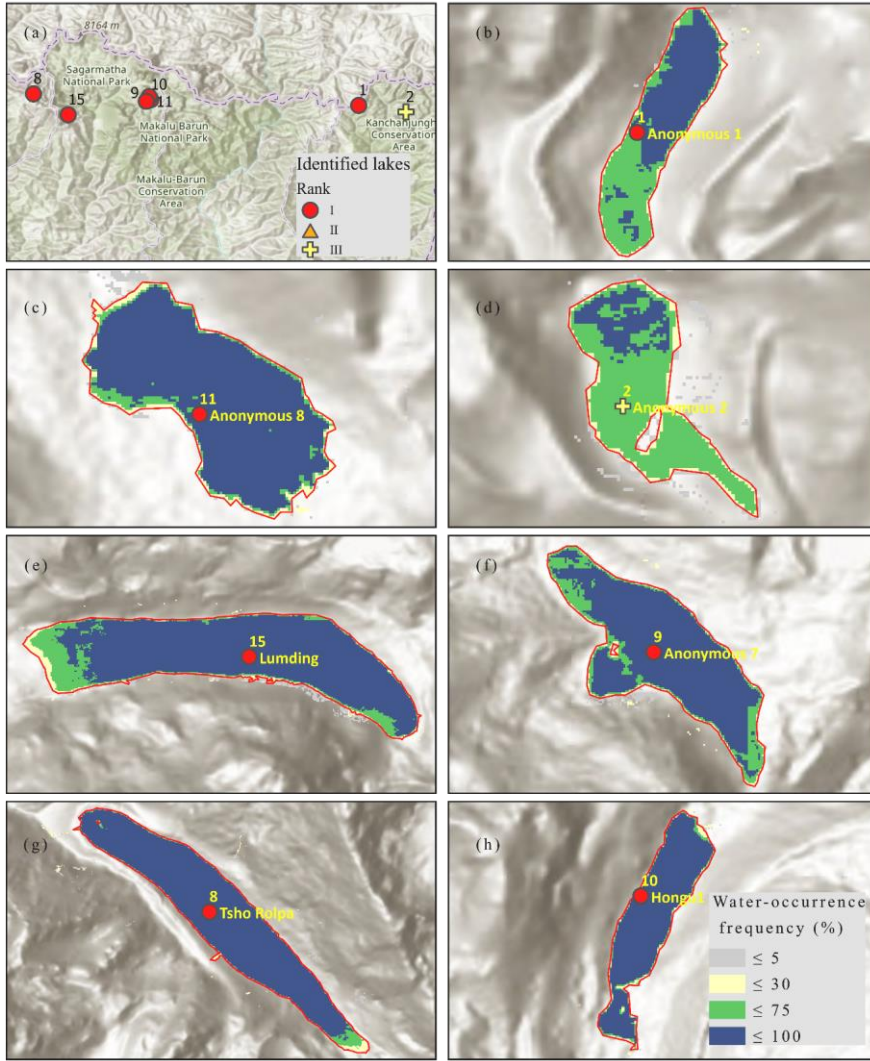 (a)
8164 m
Sagarmatha
National Park
8
15
9
10
11
1
2
Makalu Barun
National Park
Makalu-Barun
Conservation
Area
Kanchanjungha
Conservation
Area
Identified lakes
Rank
I
II
III
(b)
1
Anonymous 1
(c)
11
Anonymous 8
(d)
2
Anonymous 2
(e)
15
Lumding
(f)
9
Anonymous 7
(g)
8
Tsho Rolpa
(h)
10
Water-occurrence
frequency (%)
≤ 5
≤ 30
≤ 75
≤ 100